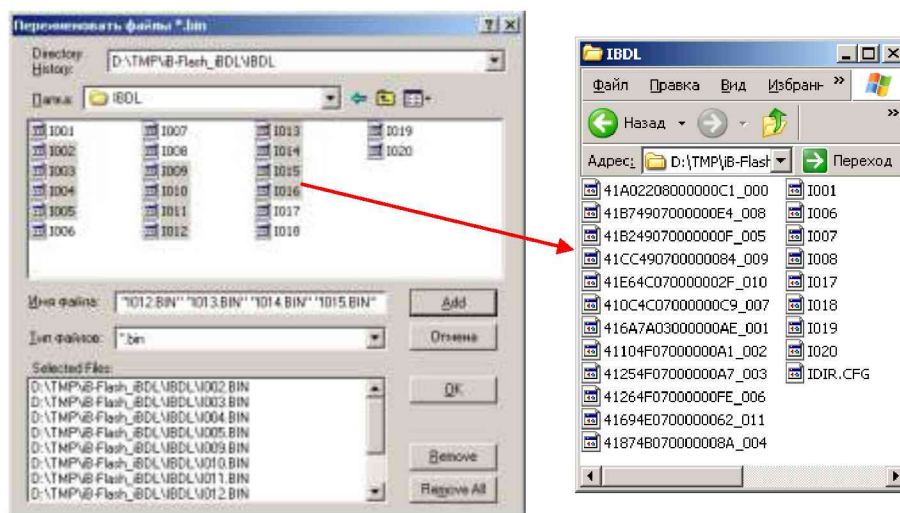 Переименовать файлы *.bin
Directory History:
D:\TMP\iB-Flash_iBDL\IBDL
Папка:
IBDL
I001
I002
I003
I004
I005
I006
I007
I008
I009
I010
I011
I012
I013
I014
I015
I016
I017
I018
I019
I020
Имя файла:
"I012.BIN" "I013.BIN" "I014.BIN" "I015.BIN"
Add
Тип файлов:
*.bin
Отмена
Selected Files:
D:\TMP\iB-Flash_iBDL\IBDL\I002.BIN
D:\TMP\iB-Flash_iBDL\IBDL\I003.BIN
D:\TMP\iB-Flash_iBDL\IBDL\I004.BIN
D:\TMP\iB-Flash_iBDL\IBDL\I005.BIN
D:\TMP\iB-Flash_iBDL\IBDL\I009.BIN
D:\TMP\iB-Flash_iBDL\IBDL\I010.BIN
D:\TMP\iB-Flash_iBDL\IBDL\I011.BIN
D:\TMP\iB-Flash_iBDL\IBDL\I012.BIN
OK
Remove
Remove All
IBDL
Файл Правка Вид Избранн »
Назад »
Адрес: D:\TMP\iB-Flash Переход
41A02208000000C1_000
41B74907000000E4_008
41B249070000000F_005
41CC490700000084_009
41E64C070000002F_010
410C4C07000000C9_007
416A7A03000000AE_001
41104F07000000A1_002
41254F07000000A7_003
41264F07000000FE_006
41694E0700000062_011
41874B070000008A_004
I001
I006
I007
I008
I017
I018
I019
I020
IDIR.CFG